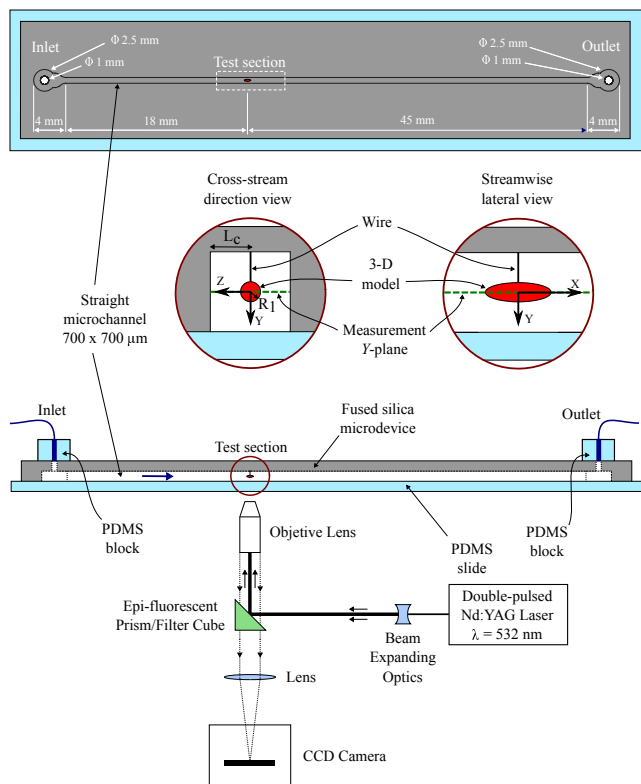 Inlet
Outlet
Φ 2.5 mm
Φ 2.5 mm
Φ 1 mm
Φ 1 mm
Test section
4 mm
18 mm
45 mm
4 mm
Cross-stream
direction view
Streamwise
lateral view
Wire
Lc
3-D
model
Z
X
R1
Y
Y
Measurement
Y-plane
Straight
microchannel
700 x 700 µm
Inlet
Outlet
Fused silica
microdevice
Test section
PDMS
block
Objetive Lens
PDMS
slide
PDMS
block
Epi-fluorescent
Prism/Filter Cube
Double-pulsed
Nd:YAG Laser
λ = 532 nm
Beam
Expanding
Optics
Lens
CCD Camera